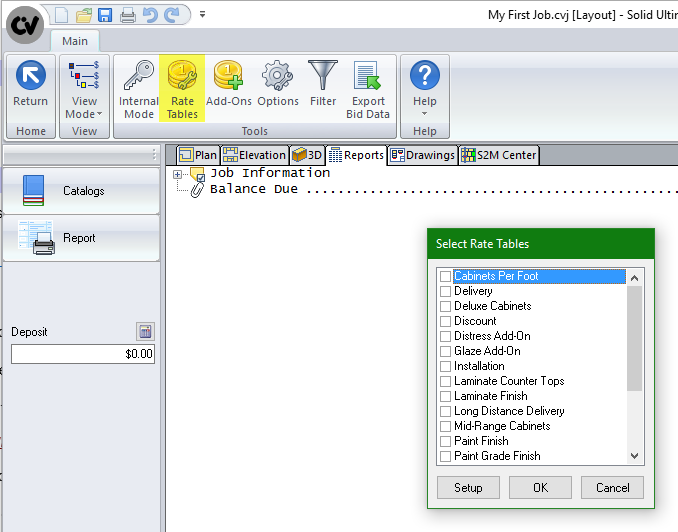 CV
My First Job.cvj [Layout] - Solid Ulti
Main
Return
View
Mode
Internal
Mode
Rate
Tables
Add-Ons
Options
Filter
Export
Bid Data
Help
Home
View
Tools
Help
Plan
Elevation
3D
Reports
Drawings
S2M Center
Catalogs
Report
Job Information
Balance Due ..........................................
Select Rate Tables
Cabinets Per Foot
Delivery
Deluxe Cabinets
Discount
Distress Add-On
Glaze Add-On
Installation
Laminate Counter Tops
Laminate Finish
Long Distance Delivery
Mid-Range Cabinets
Paint Finish
Paint Grade Finish
Setup
OK
Cancel
Deposit
$0.00